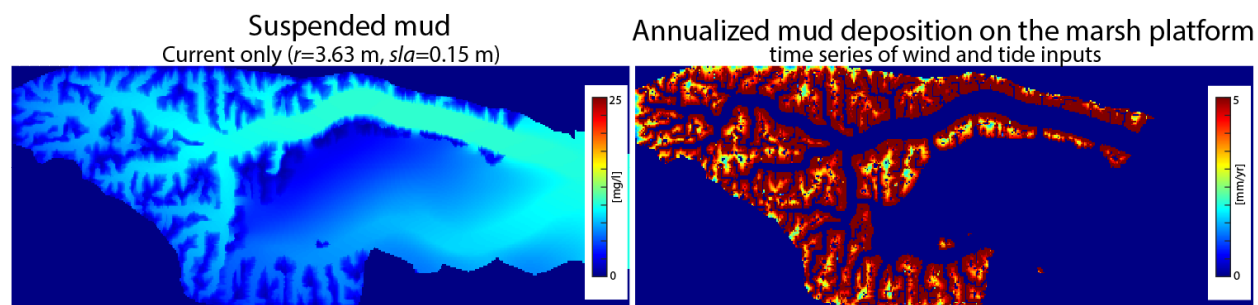 Suspended mud
Current only (r=3.63 m, sla=0.15 m)
25
[mg/l]
0
Annualized mud deposition on the marsh platform
time series of wind and tide inputs
5
[mm/yr]
0